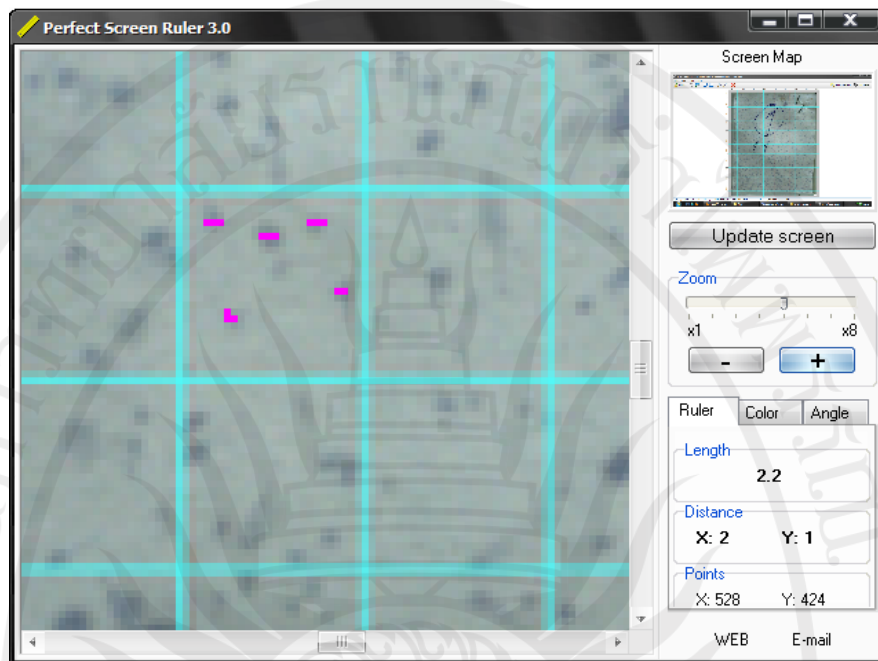 Perfect Screen Ruler 3.0
Screen Map
Update screen
Zoom
x1 x8
- +
Ruler Color Angle
Length
2.2
Distance
X: 2 Y: 1
Points
X: 528 Y: 424
WEB E-mail